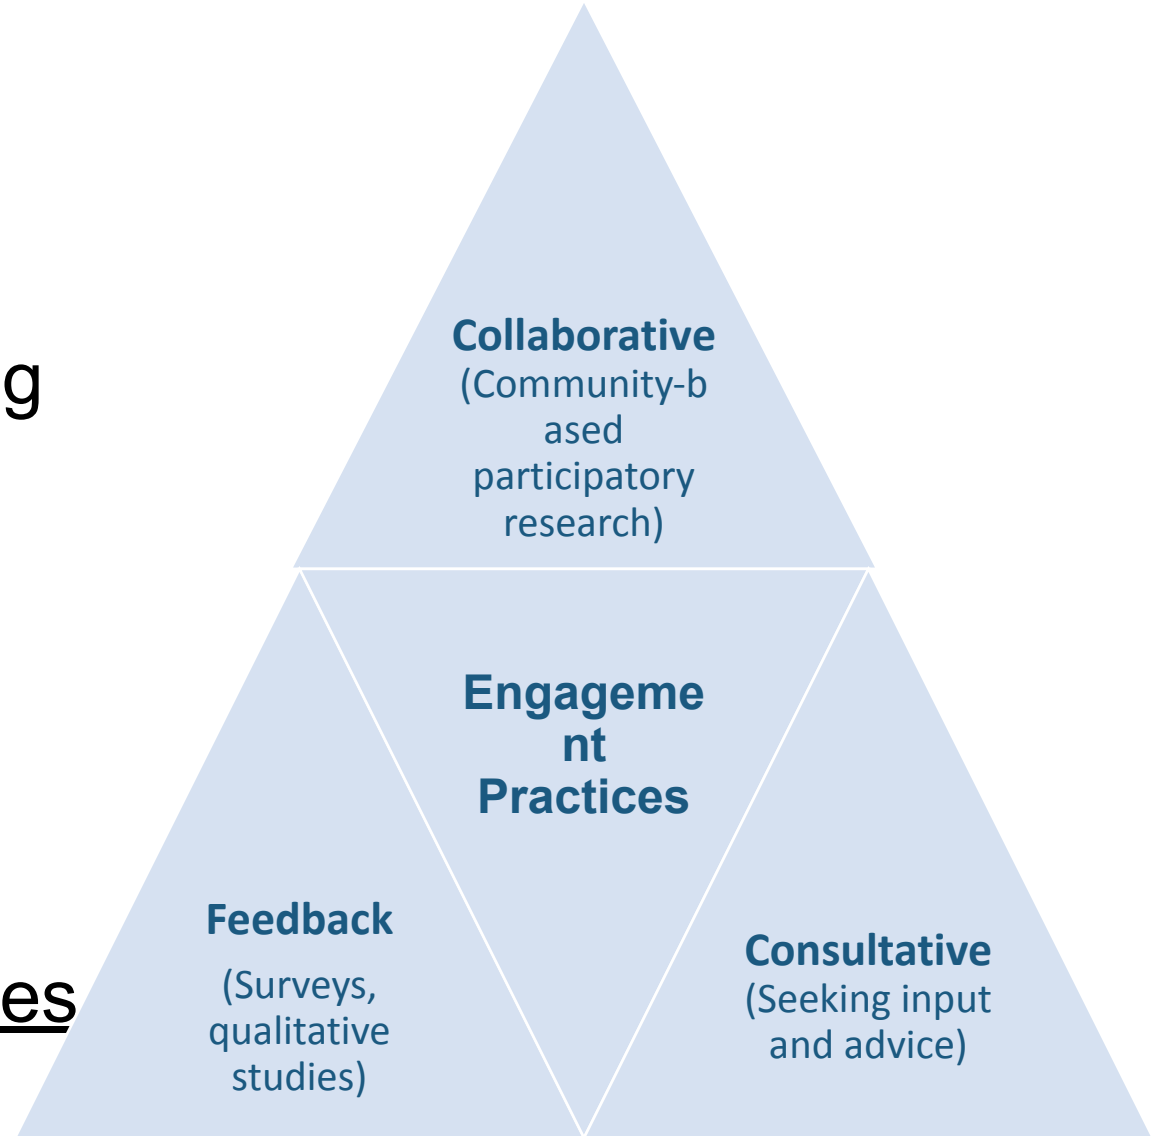 Collaborative
g
(Community-b
ased
participatory
research)
Engageme
nt
Practices
Feedback
(Surveys,
qualitative
studies)
es
Consultative
(Seeking input
and advice)